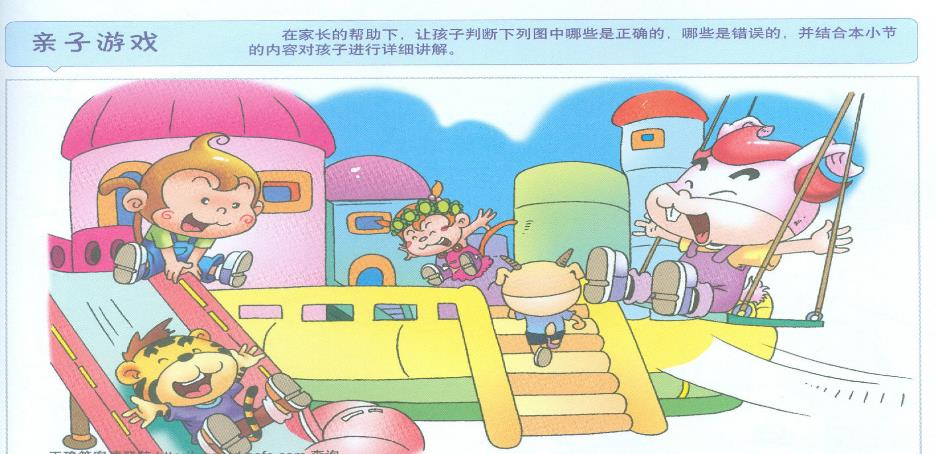 亲子游戏
在家长的帮助下，让孩子判断下列图中哪些是正确的，哪些是错误的，并结合本小节
的内容对孩子进行详细讲解。